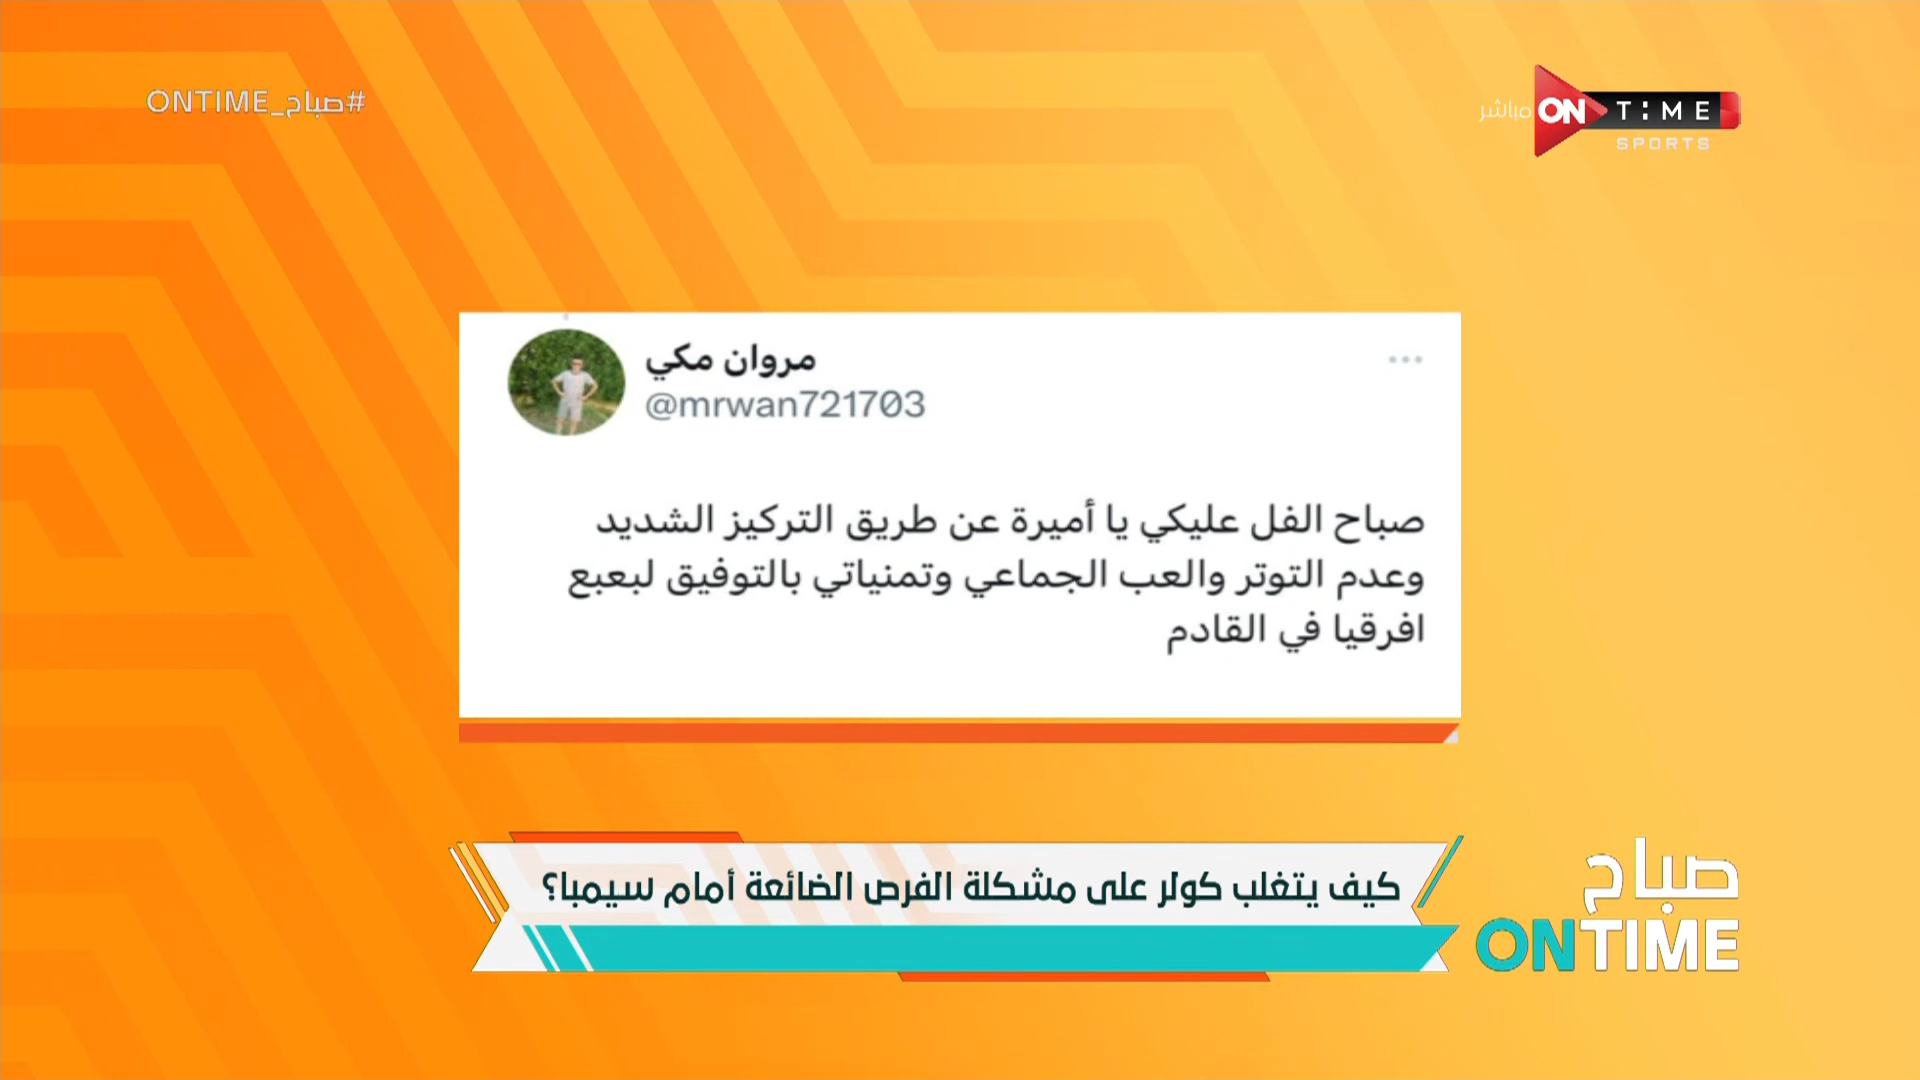 #صباح_ONTIME
مباشر ON TIME
SPORTS
مروان مكي
@mrwan721703
صباح الفل عليكي يا أميرة عن طريق التركيز الشديد
وعدم التوتر والعب الجماعي وتمنياتي بالتوفيق لبعبع
افرقيا في القادم
كيف يتغلب كولر على مشكلة الفرص الضائعة أمام سيمبا؟
صباح
ONTIME